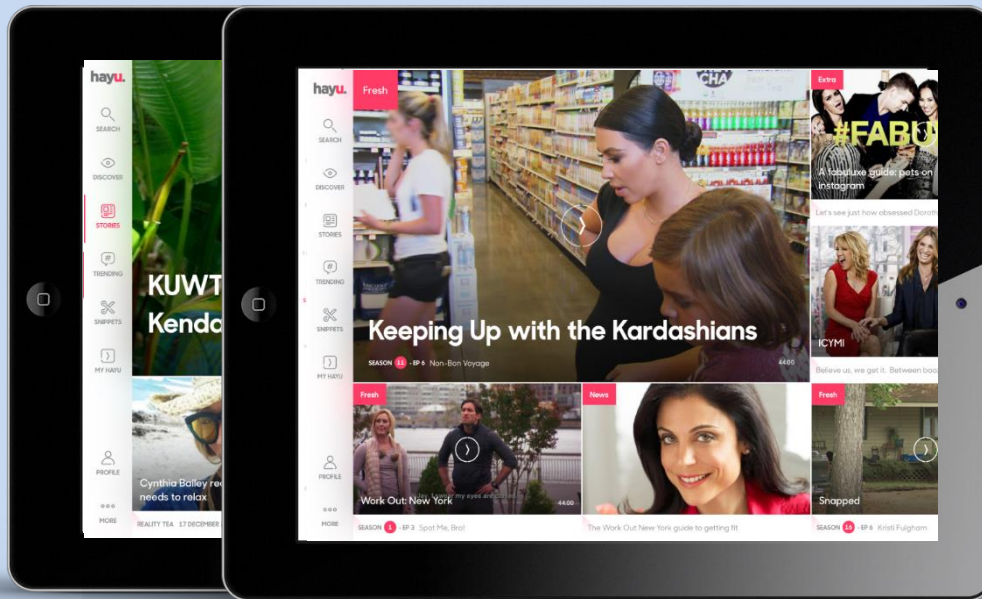 hayu.
SEARCH
DISCOVER
STORIES
TRENDING
SNIPPETS
MY HAYU
PROFILE
MORE
KUWT
Kenda
Cynthia Bailey
needs to relax
REALITY TEA 17 DECEMBER
hayu.
SEARCH
DISCOVER
STORIES
TRENDING
SNIPPETS
MY HAYU
PROFILE
MORE
Fresh
CHA
Keeping Up with the Kardashians
SEASON 11 · EP 6 Non-Bon Voyage
44:00
Extra
#FABU
A fabuluxe guide: pets on
instagram
Let's see just how obsessed Doroth
ICYMI
Believe us, we get it. Between boo
Fresh
Work Out: New York
44:00
SEASON 1 · EP 3 Spot Me, Bro!
News
The Work Out New York guide to getting fit
Fresh
Snapped
SEASON 16 · EP 6 Kristi Fulgham